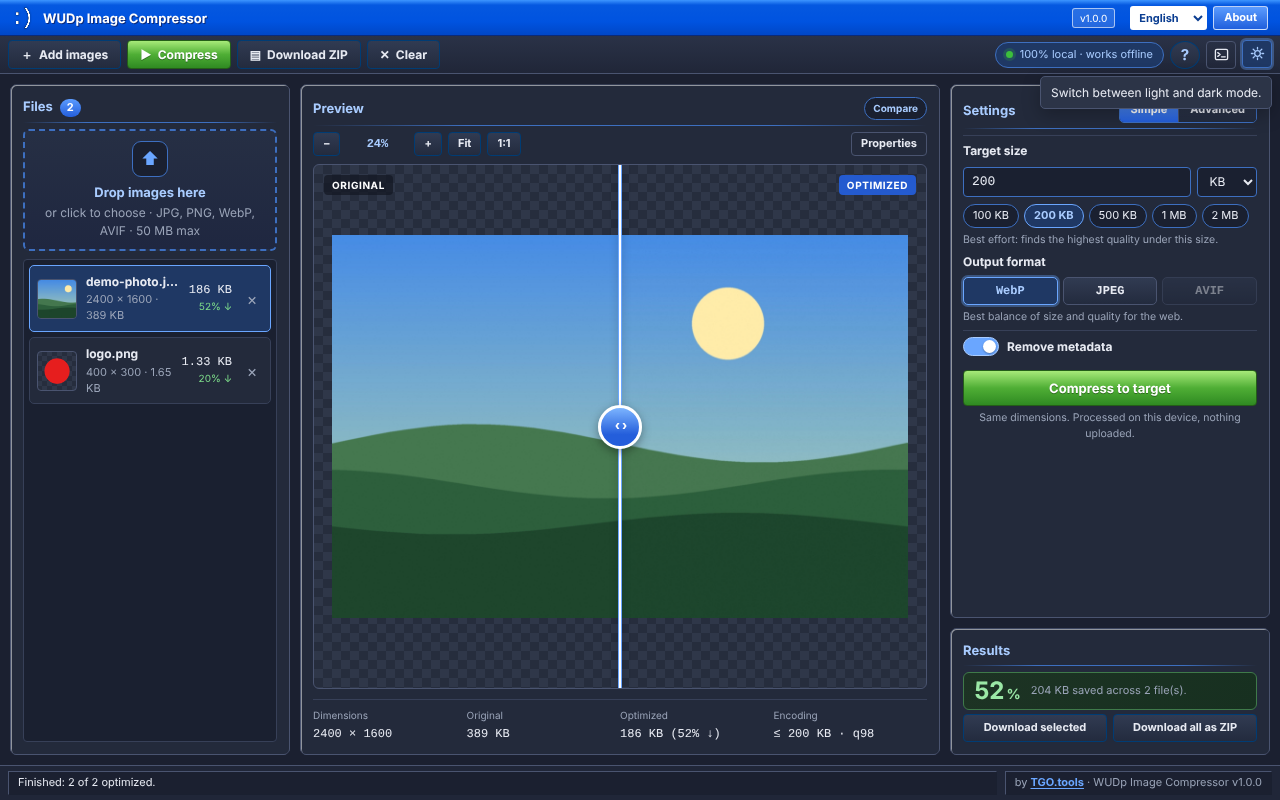 :) WUDp Image Compressor
v1.0.0
English
About
+ Add images
▶ Compress
▤ Download ZIP
✕ Clear
100% local · works offline
?
Switch between light and dark mode.
Files 2
Drop images here
or click to choose · JPG, PNG, WebP,
AVIF · 50 MB max
demo-photo.j...
2400 × 1600 ·
389 KB
186 KB
52% ↓
✕
logo.png
400 × 300 · 1.65
KB
1.33 KB
20% ↓
✕
Preview
Compare
− 24% + Fit 1:1
Properties
ORIGINAL
OPTIMIZED
Dimensions
2400 × 1600
Original
389 KB
Optimized
186 KB (52% ↓)
Encoding
≤ 200 KB · q98
Settings
Simple Advanced
Target size
200 KB
100 KB 200 KB 500 KB 1 MB 2 MB
Best effort: finds the highest quality under this size.
Output format
WebP JPEG AVIF
Best balance of size and quality for the web.
Remove metadata
Compress to target
Same dimensions. Processed on this device, nothing
uploaded.
Results
52% 204 KB saved across 2 file(s).
Download selected
Download all as ZIP
Finished: 2 of 2 optimized.
by TGO.tools · WUDp Image Compressor v1.0.0